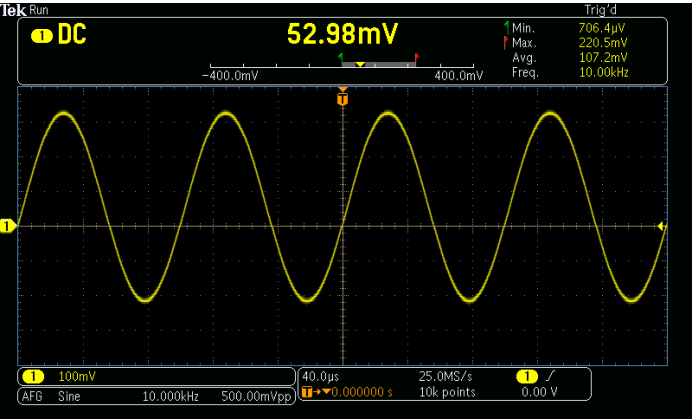 Tek Run Trig'd
1 DC 52.98mV
Min. 706.4µV
Max. 220.5mV
Avg. 107.2mV
Freq. 10.00kHz
-400.0mV 400.0mV
T
1
1 100mV 40.0µs 25.0MS/s 1
T→▼0.000000 s 10k points 0.00 V
AFG Sine 10.000kHz 500.00mVpp